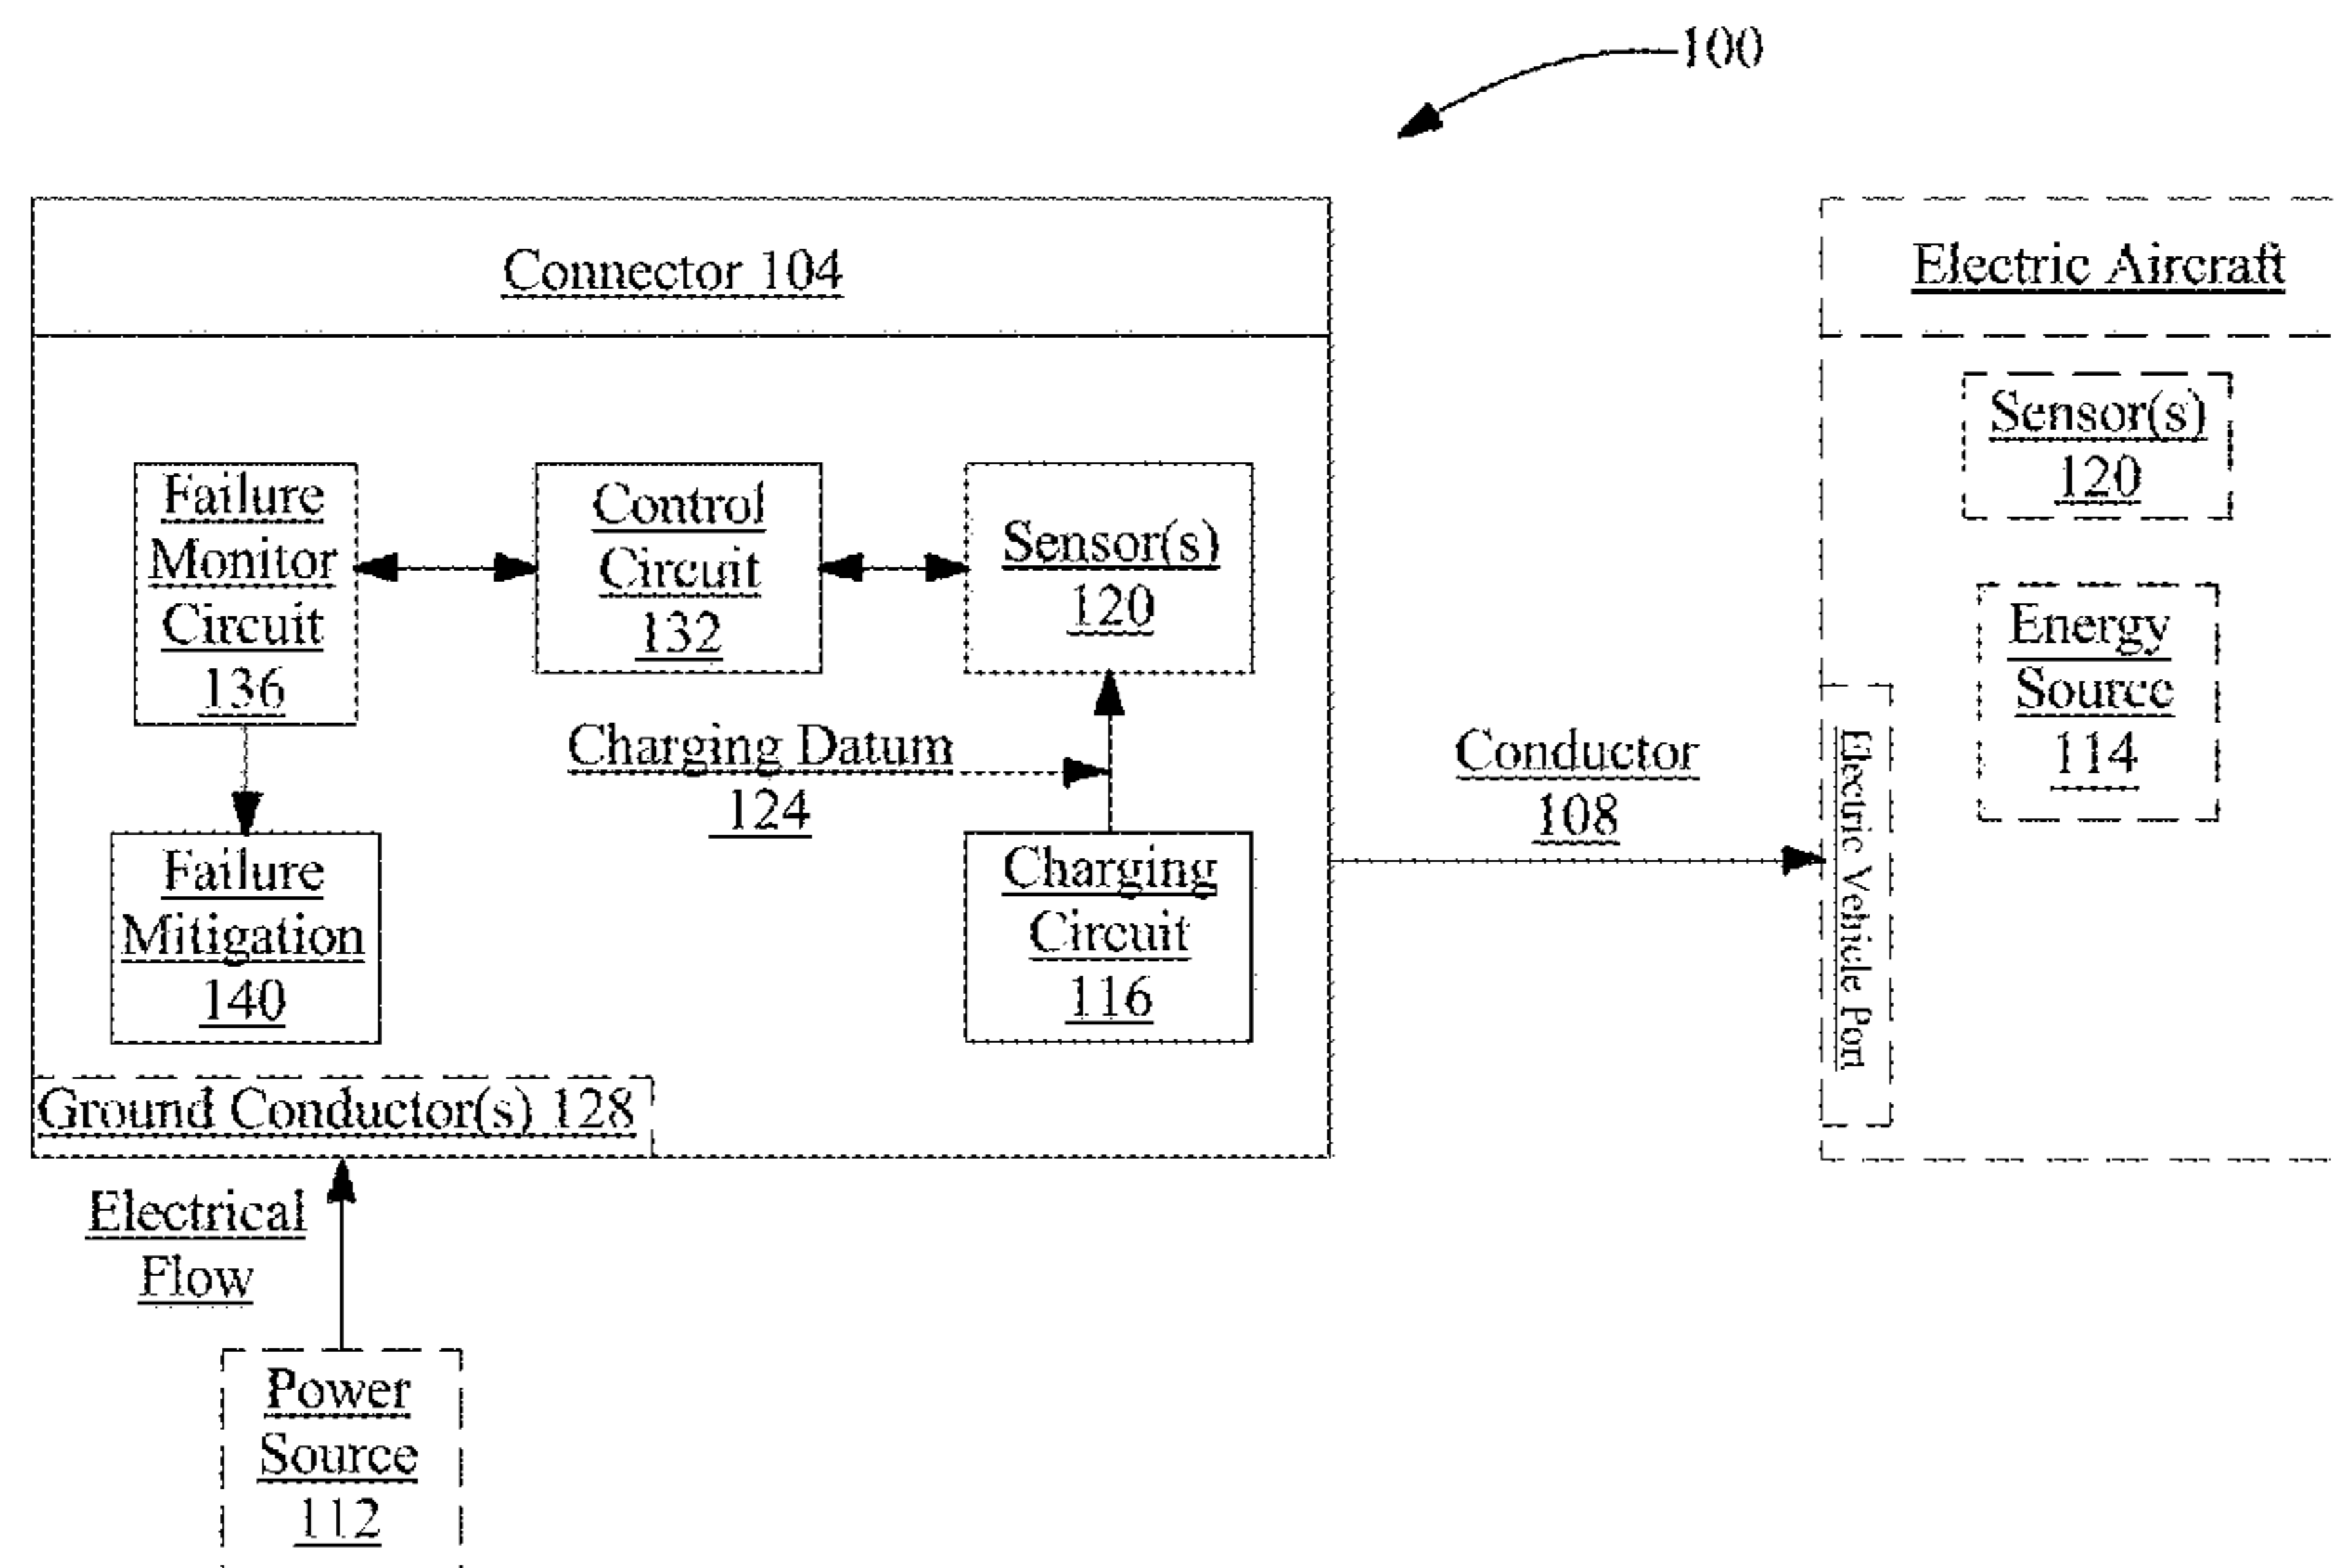 100
Connector 104
Electric Aircraft
Failure
Monitor
Circuit
136
Control
Circuit
132
Sensor(s)
120
Sensor(s)
120
Energy
Source
114
Charging Datum
124
Conductor
108
Electric Vehicle Port
Failure
Mitigation
140
Charging
Circuit
116
Ground Conductor(s) 128
Electrical
Flow
Power
Source
112